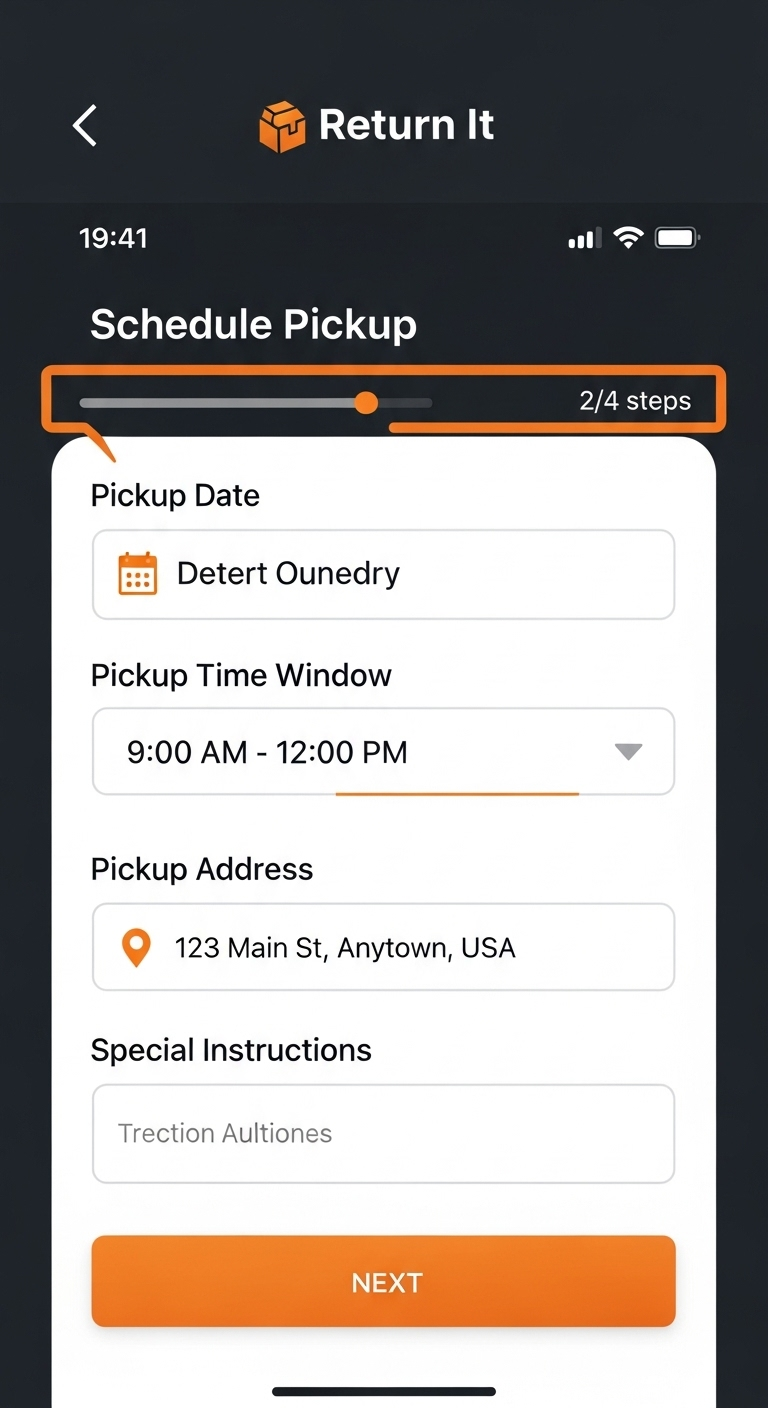 Return It
19:41
Schedule Pickup
2/4 steps
Pickup Date
Detert Ounedry
Pickup Time Window
9:00 AM - 12:00 PM
Pickup Address
123 Main St, Anytown, USA
Special Instructions
Trection Aultiones
NEXT